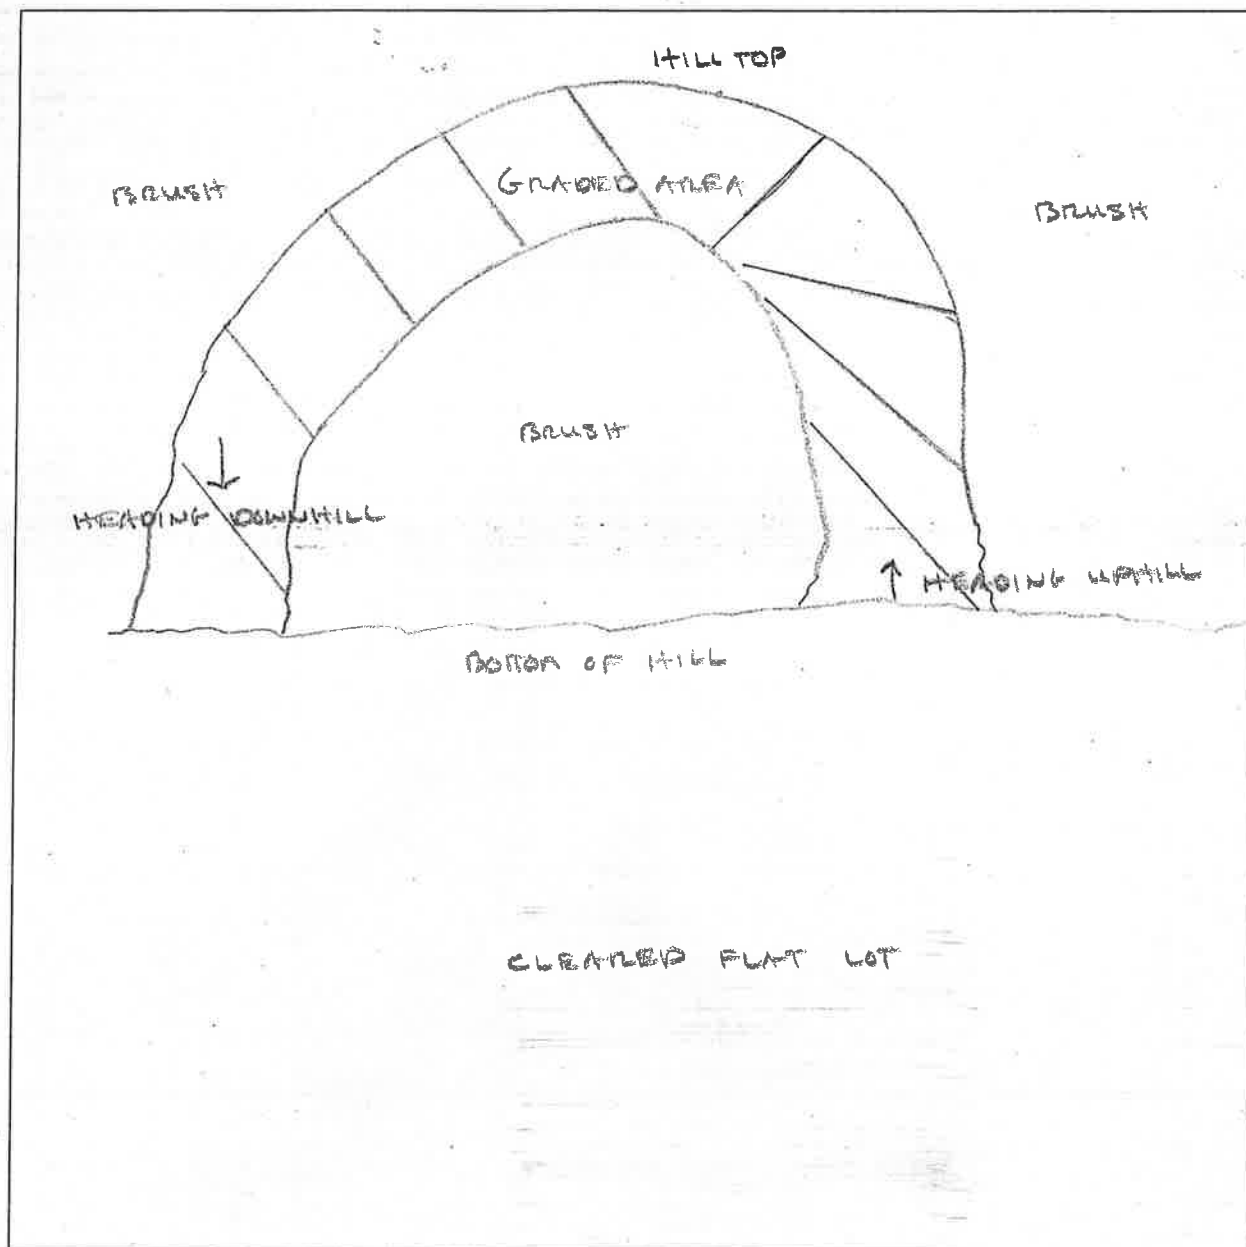 HILL TOP
BRUSH
GRADED AREA
BRUSH
BRUSH
HEADING DOWNHILL
HEADING UPHILL
BOTTOM OF HILL
CLEARED FLAT LOT